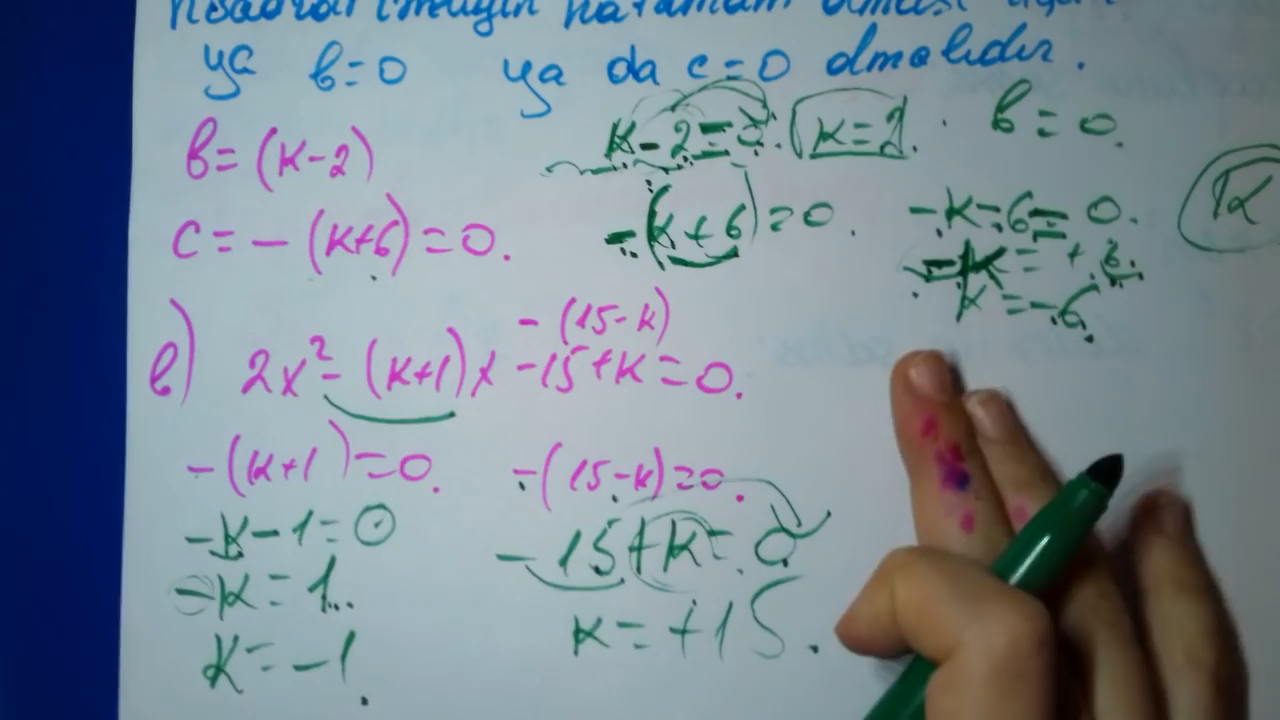 ya b=0 ya da c=0 olmalıdır.
b=(k-2) k-2=0. k=2. b=0.
c=-(k+6)=0. -(k+6)=0. -k-6=0.
-k=+6.
k=-6.
-(15-k)
b) 2x²-(k+1)x-15+k=0.
-(k+1)=0. -(15-k)=0.
-k-1=0 -15+k=0
-k=1. k=+15.
k=-1.